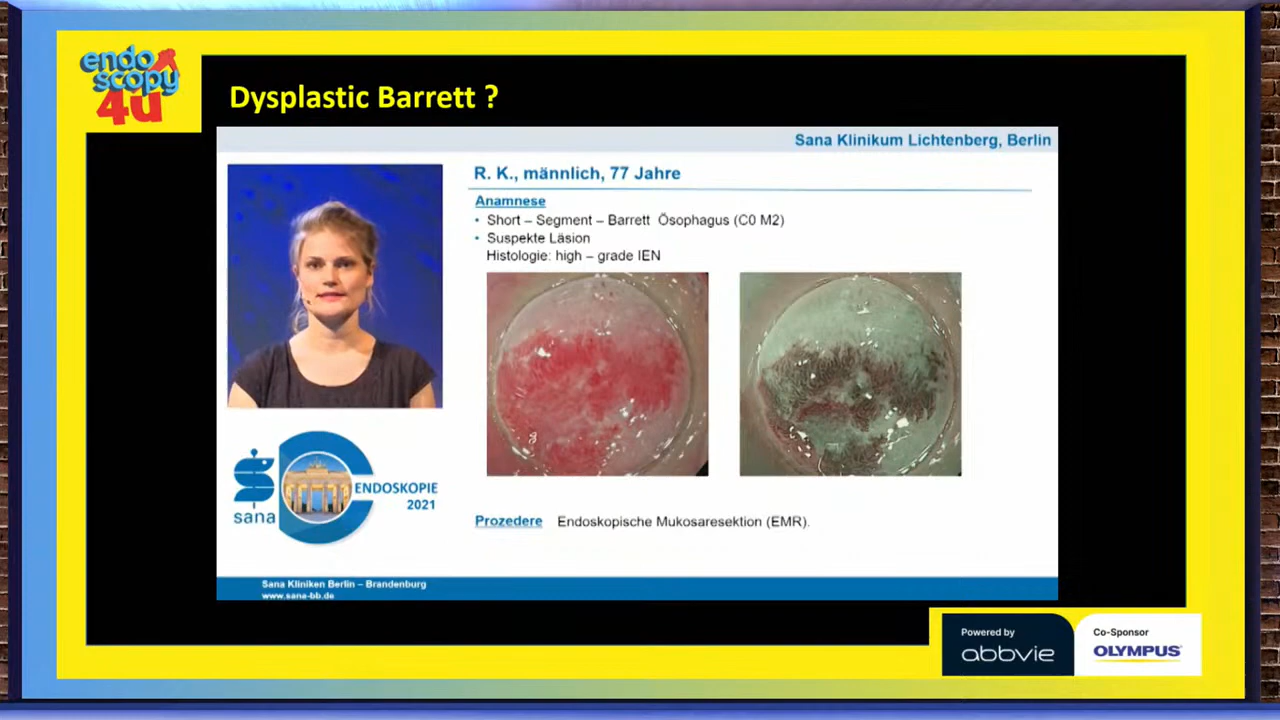 endo
scopy
4u
Dysplastic Barrett ?
Sana Klinikum Lichtenberg, Berlin
R. K., männlich, 77 Jahre
Anamnese
• Short – Segment – Barrett Ösophagus (C0 M2)
• Suspekte Läsion
Histologie: high – grade IEN
sana
ENDOSKOPIE
2021
Prozedere Endoskopische Mukosaresektion (EMR).
Sana Kliniken Berlin – Brandenburg
www.sana-bb.de
Powered by
abbvie
Co-Sponsor
OLYMPUS